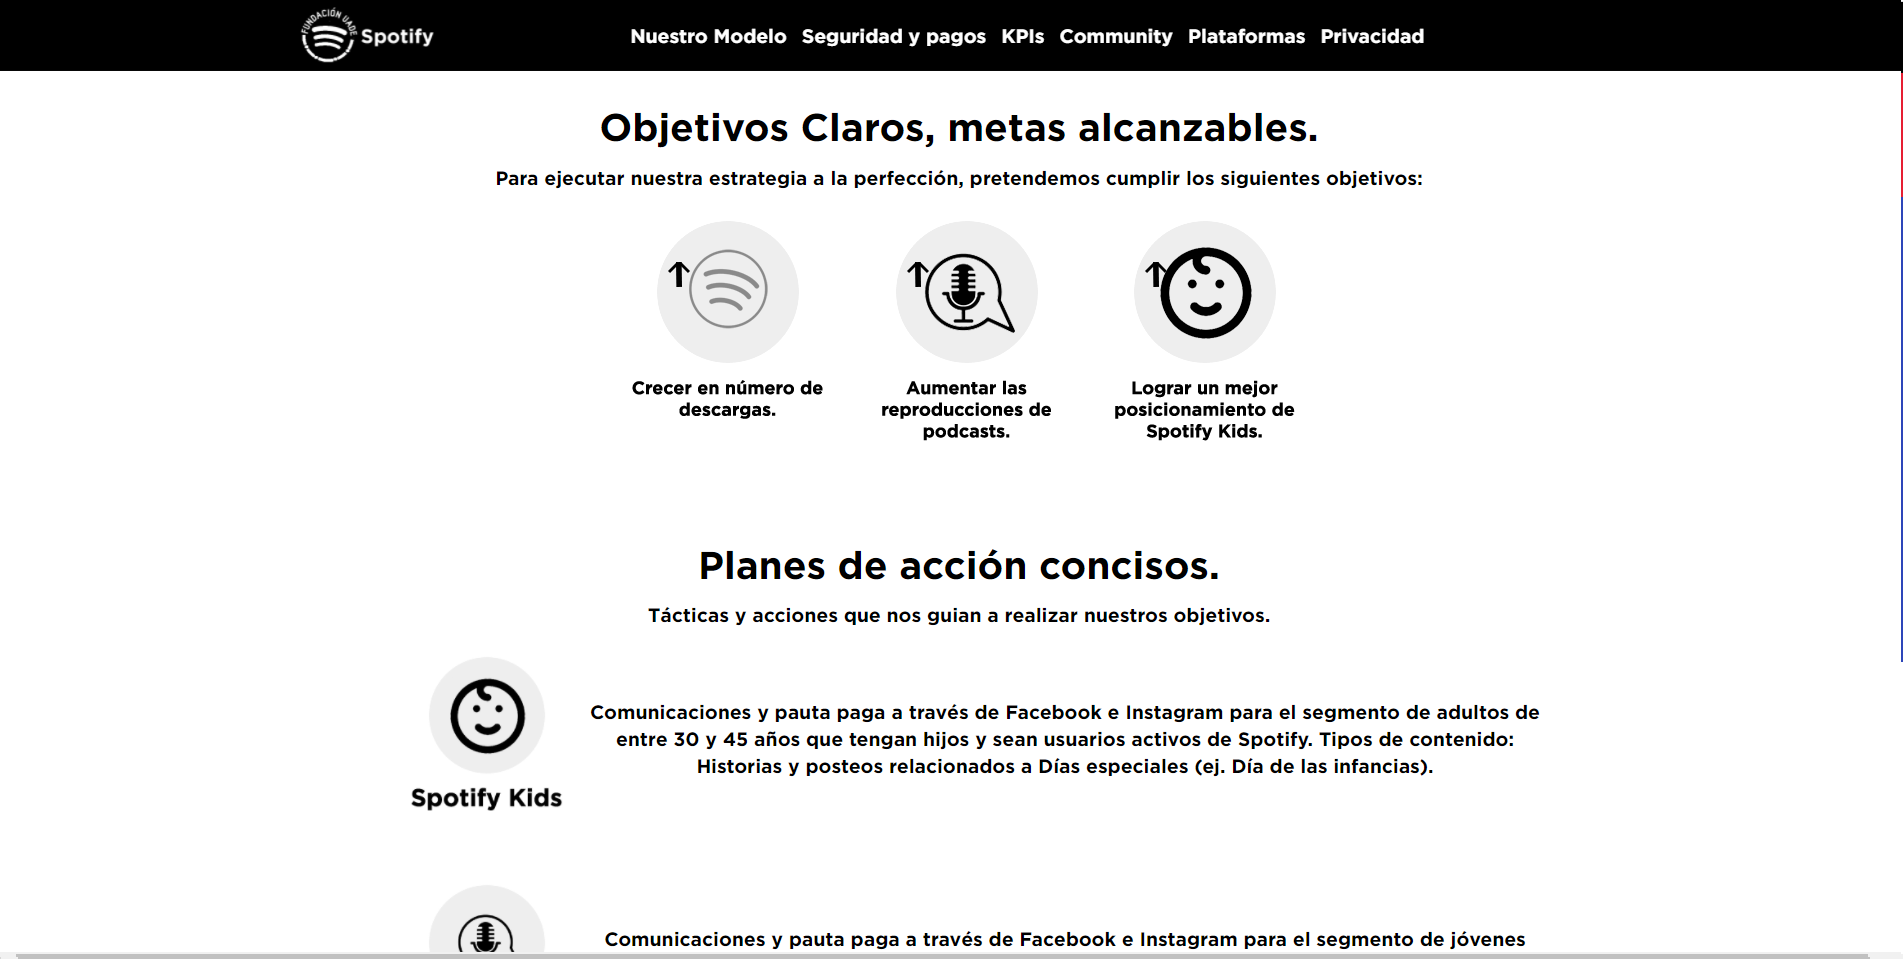 FUNDACIÓN UADE
Spotify
Nuestro Modelo Seguridad y pagos KPIs Community Plataformas Privacidad
Objetivos Claros, metas alcanzables.
Para ejecutar nuestra estrategia a la perfección, pretendemos cumplir los siguientes objetivos:
Crecer en número de
descargas.
Aumentar las
reproducciones de
podcasts.
Lograr un mejor
posicionamiento de
Spotify Kids.
Planes de acción concisos.
Tácticas y acciones que nos guian a realizar nuestros objetivos.
Spotify Kids
Comunicaciones y pauta paga a través de Facebook e Instagram para el segmento de adultos de
entre 30 y 45 años que tengan hijos y sean usuarios activos de Spotify. Tipos de contenido:
Historias y posteos relacionados a Días especiales (ej. Día de las infancias).
Comunicaciones y pauta paga a través de Facebook e Instagram para el segmento de jóvenes